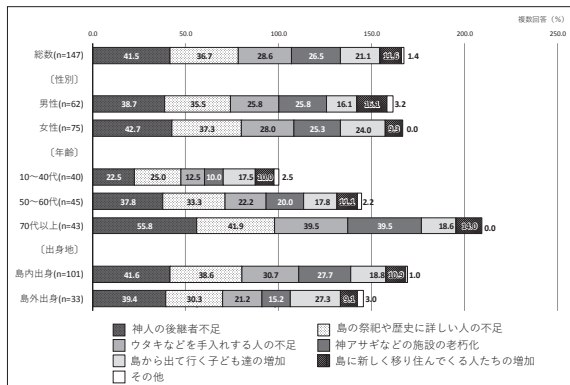 複数回答（%）
0.0 50.0 100.0 150.0 200.0 250.0
総数(n=147) 41.5 36.7 28.6 26.5 21.1 11.6 1.4
〔性別〕
男性(n=62) 38.7 35.5 25.8 25.8 16.1 16.1 3.2
女性(n=75) 42.7 37.3 28.0 25.3 24.0 9.3 0.0
〔年齢〕
10～40代(n=40) 22.5 25.0 12.5 10.0 17.5 10.0 2.5
50～60代(n=45) 37.8 33.3 22.2 20.0 17.8 11.1 2.2
70代以上(n=43) 55.8 41.9 39.5 39.5 18.6 14.0 0.0
〔出身地〕
島内出身(n=101) 41.6 38.6 30.7 27.7 18.8 10.9 1.0
島外出身(n=33) 39.4 30.3 21.2 15.2 27.3 9.1 3.0
神人の後継者不足 島の祭祀や歴史に詳しい人の不足
ウタキなどを手入れする人の不足 神アサギなどの施設の老朽化
島から出て行く子ども達の増加 島に新しく移り住んでくる人たちの増加
その他